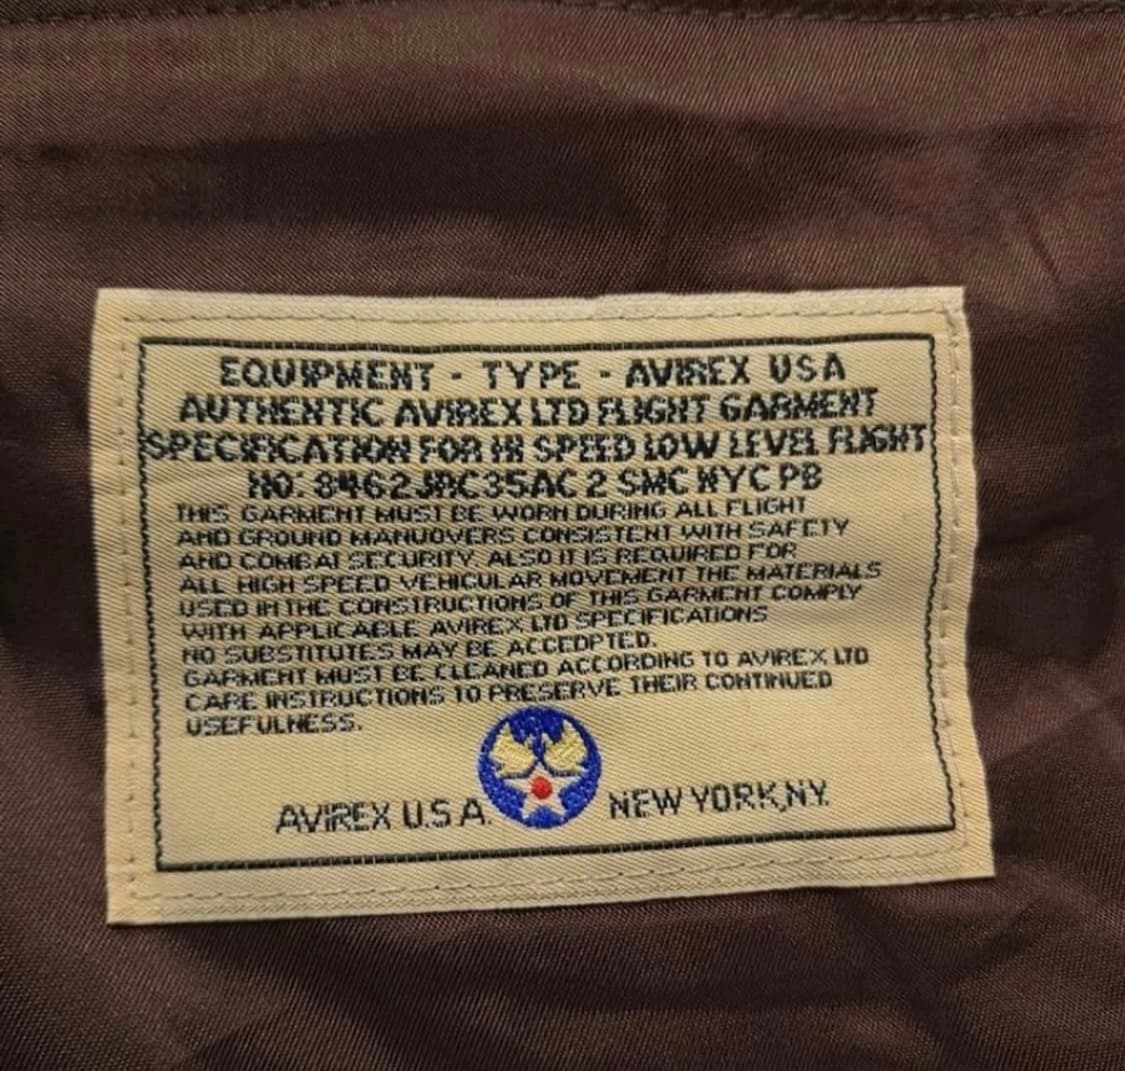 EQUIPMENT - TYPE - AVIREX USA
AUTHENTIC AVIREX LTD FLIGHT GARMENT
SPECIFICATION FOR HI SPEED LOW LEVEL FLIGHT
NO: 8462JRC35AC 2 SMC NYC PB
THIS GARMENT MUST BE WORN DURING ALL FLIGHT
AND GROUND MANUOVERS CONSISTENT WITH SAFETY
AND COMBAT SECURITY. ALSO IT IS REQUIRED FOR
ALL HIGH SPEED VEHICULAR MOVEMENT THE MATERIALS
USED IN THE CONSTRUCTIONS OF THIS GARMENT COMPLY
WITH APPLICABLE AVIREX LTD SPECIFICATIONS
NO SUBSTITUTES MAY BE ACCEDPTED.
GARMENT MUST BE CLEANED ACCORDING TO AVIREX LTD
CARE INSTRUCTIONS TO PRESERVE THEIR CONTINUED
USEFULNESS.
AVIREX U.S.A. NEW YORK,NY.